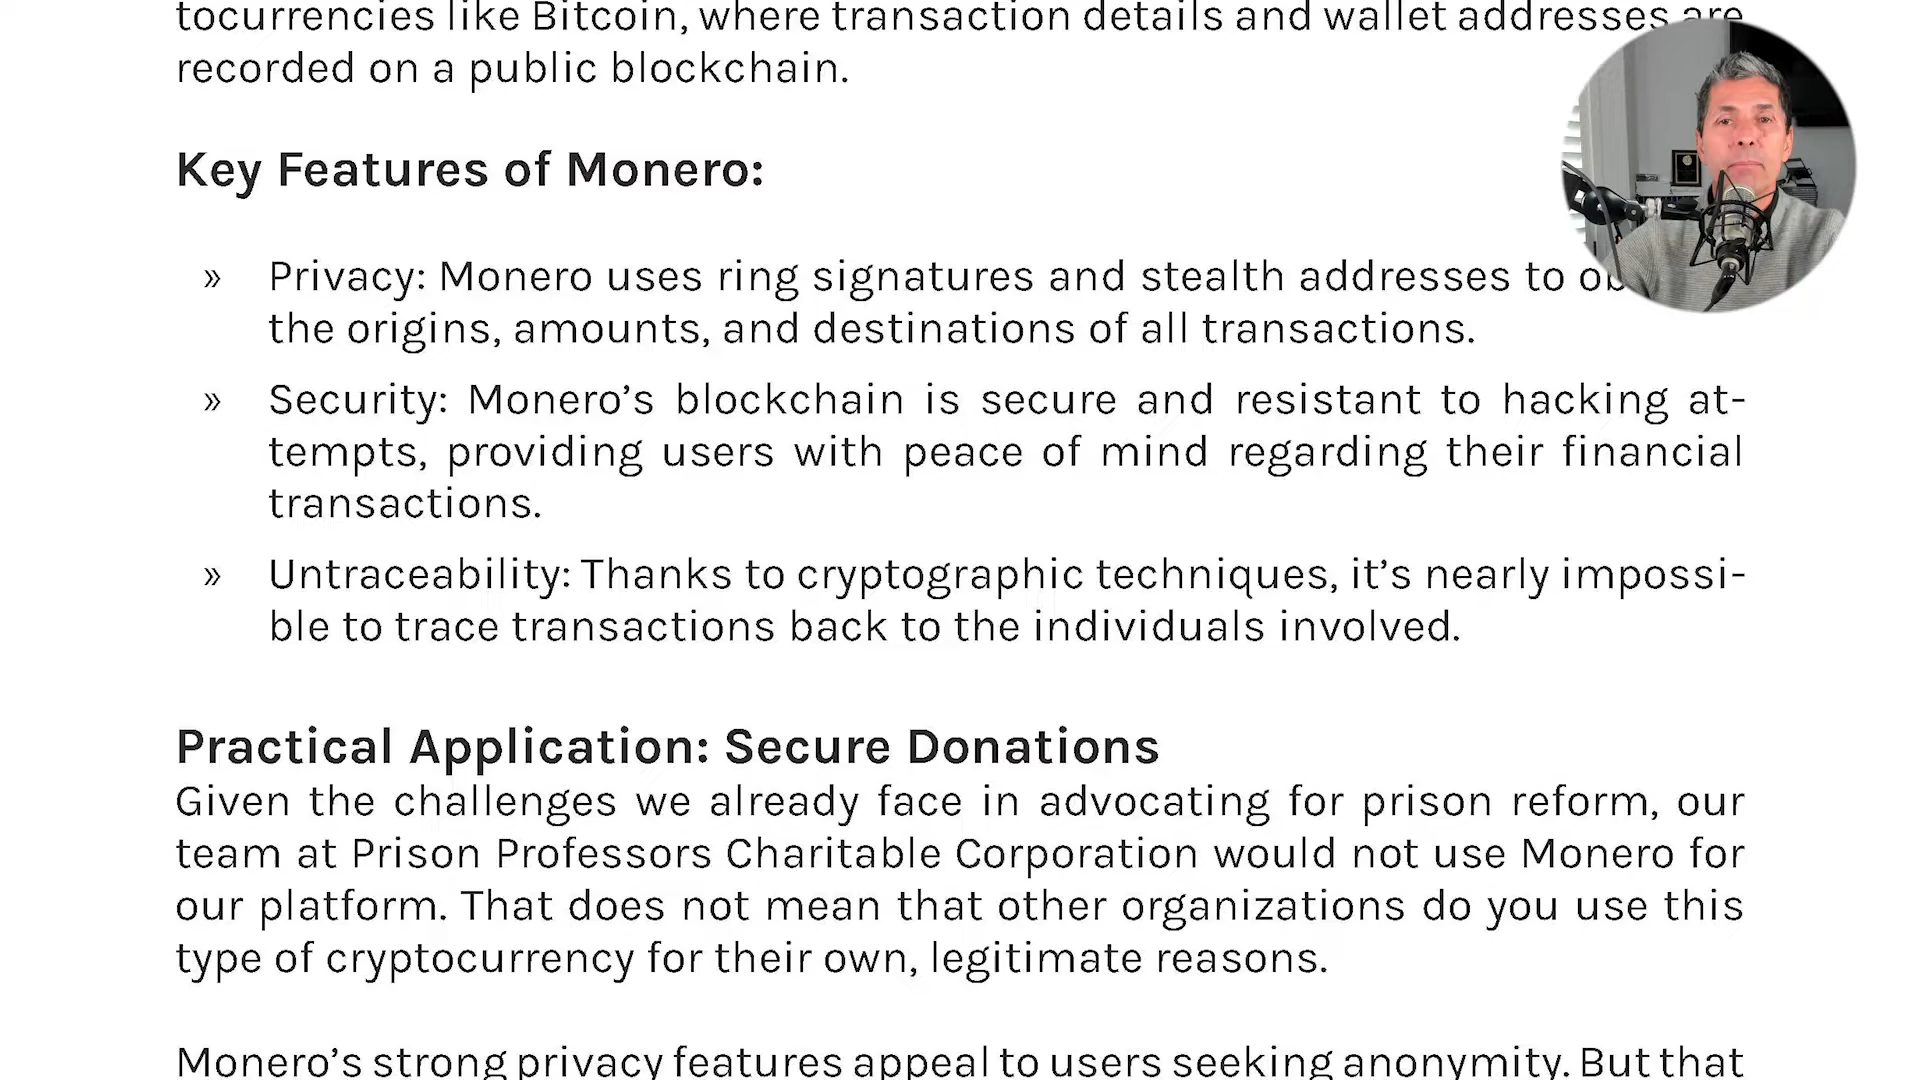 tocurrencies like Bitcoin, where transaction details and wallet addresses are
recorded on a public blockchain.
Key Features of Monero:
» Privacy: Monero uses ring signatures and stealth addresses to
the origins, amounts, and destinations of all transactions.
» Security: Monero’s blockchain is secure and resistant to hacking at-
tempts, providing users with peace of mind regarding their financial
transactions.
» Untraceability: Thanks to cryptographic techniques, it’s nearly impossi-
ble to trace transactions back to the individuals involved.
Practical Application: Secure Donations
Given the challenges we already face in advocating for prison reform, our
team at Prison Professors Charitable Corporation would not use Monero for
our platform. That does not mean that other organizations do you use this
type of cryptocurrency for their own, legitimate reasons.
Monero’s strong privacy features appeal to users seeking anonymity. But that